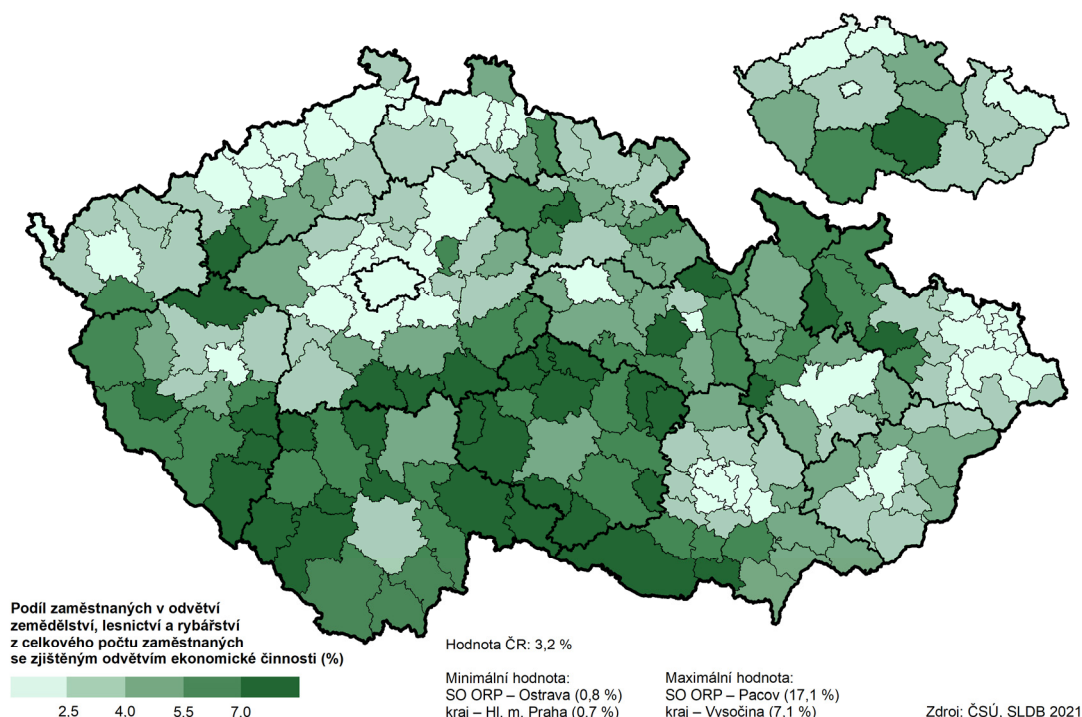 Podíl zaměstnaných v odvětví
zemědělství, lesnictví a rybářství
z celkového počtu zaměstnaných
se zjištěným odvětvím ekonomické činnosti (%)
2.5 4.0 5.5 7.0
Hodnota ČR: 3,2 %
Minimální hodnota:
SO ORP – Ostrava (0,8 %)
kraj – Hl. m. Praha (0,7 %)
Maximální hodnota:
SO ORP – Pacov (17,1 %)
kraj – Vysočina (7,1 %)
Zdroj: ČSÚ, SLDB 2021